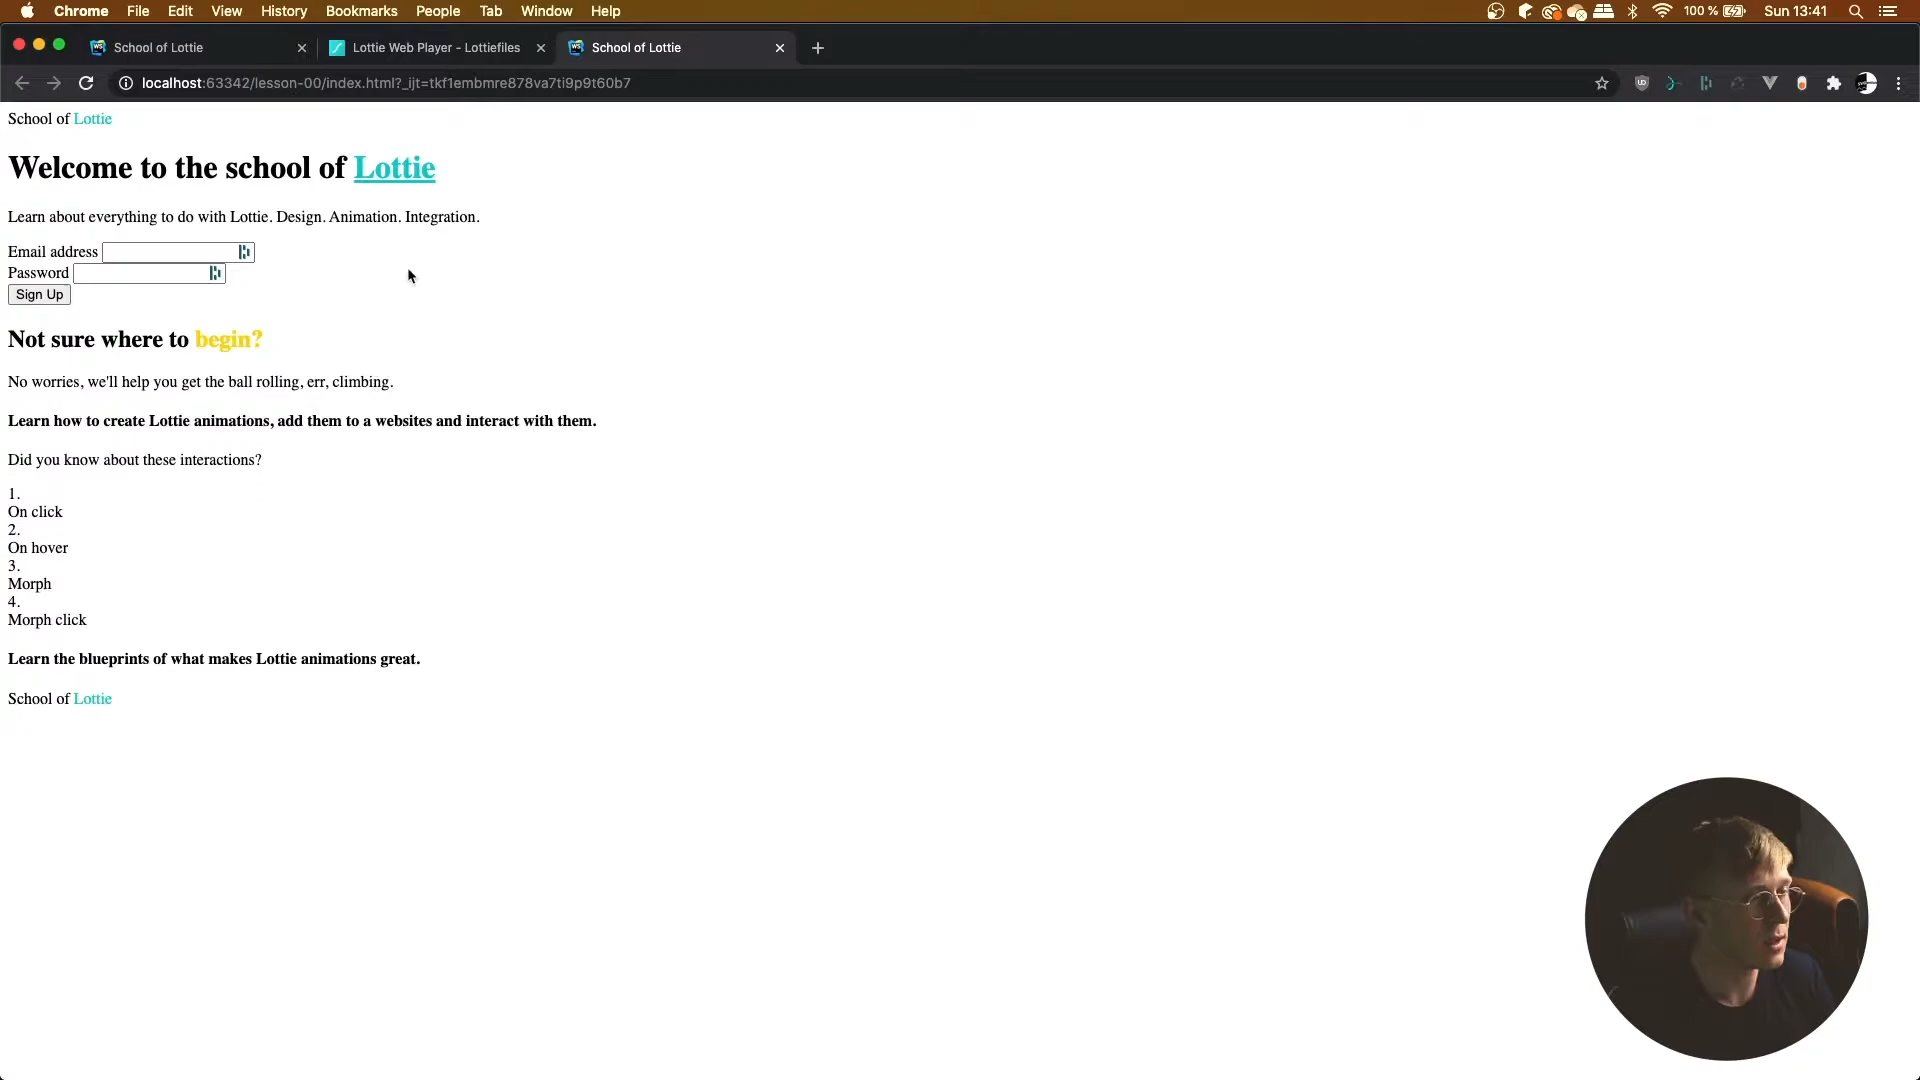 Chrome File Edit View History Bookmarks People Tab Window Help 100 % Sun 13:41
School of Lottie Lottie Web Player - Lottiefiles School of Lottie
localhost:63342/lesson-00/index.html?_ijt=tkf1embmre878va7ti9p9t60b7
School of Lottie
Welcome to the school of Lottie
Learn about everything to do with Lottie. Design. Animation. Integration.
Email address
Password
Sign Up
Not sure where to begin?
No worries, we'll help you get the ball rolling, err, climbing.
Learn how to create Lottie animations, add them to a websites and interact with them.
Did you know about these interactions?
1.
On click
2.
On hover
3.
Morph
4.
Morph click
Learn the blueprints of what makes Lottie animations great.
School of Lottie